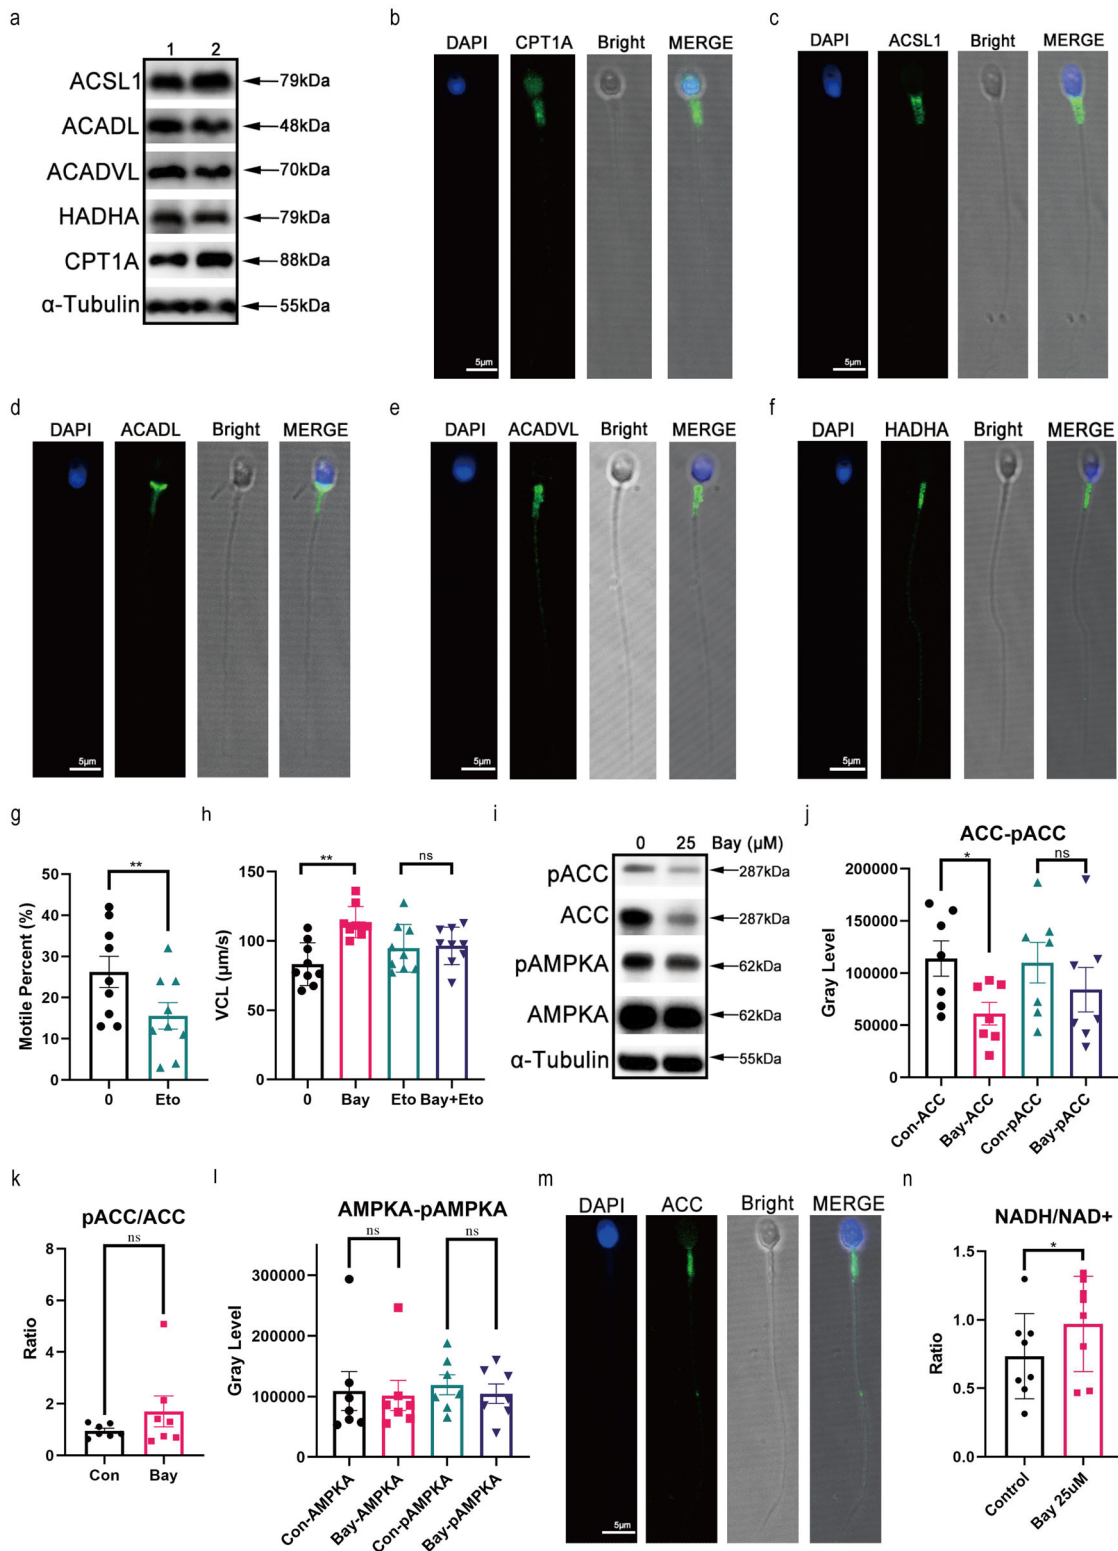 a
1 2
ACSL1 79kDa
ACADL 48kDa
ACADVL 70kDa
HADHA 79kDa
CPT1A 88kDa
α-Tubulin 55kDa
b
DAPI CPT1A Bright MERGE
5μm
c
DAPI ACSL1 Bright MERGE
5μm
d
DAPI ACADL Bright MERGE
5μm
e
DAPI ACADVL Bright MERGE
5μm
f
DAPI HADHA Bright MERGE
5μm
g
Motile Percent (%)
50
40
30
20
10
0
**
0 Eto
h
VCL (μm/s)
150
100
50
0
** ns
0 Bay Eto Bay+Eto
i
0 25 Bay (μM)
pACC 287kDa
ACC 287kDa
pAMPKA 62kDa
AMPKA 62kDa
α-Tubulin 55kDa
j
ACC-pACC
Gray Level
200000
150000
100000
50000
0
* ns
Con-ACC Bay-ACC Con-pACC Bay-pACC
k
pACC/ACC
Ratio
8
6
4
2
0
ns
Con Bay
l
AMPKA-pAMPKA
Gray Level
300000
200000
100000
0
ns ns
Con-AMPKA Bay-AMPKA Con-pAMPKA Bay-pAMPKA
m
DAPI ACC Bright MERGE
5μm
n
NADH/NAD+
Ratio
1.5
1.0
0.5
0.0
*
Control Bay 25uM